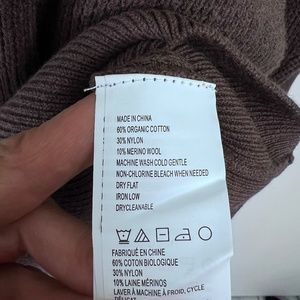 MADE IN CHINA
60% ORGANIC COTTON
30% NYLON
10% MERINO WOOL
MACHINE WASH COLD GENTLE
NON-CHLORINE BLEACH WHEN NEEDED
DRY FLAT
IRON LOW
DRYCLEANABLE
FABRIQUÉ EN CHINE
60% COTON BIOLOGIQUE
30% NYLON
10% LAINE MÉRINOS
LAVER À MACHINE À FROID, CYCLE
DÉLICAT